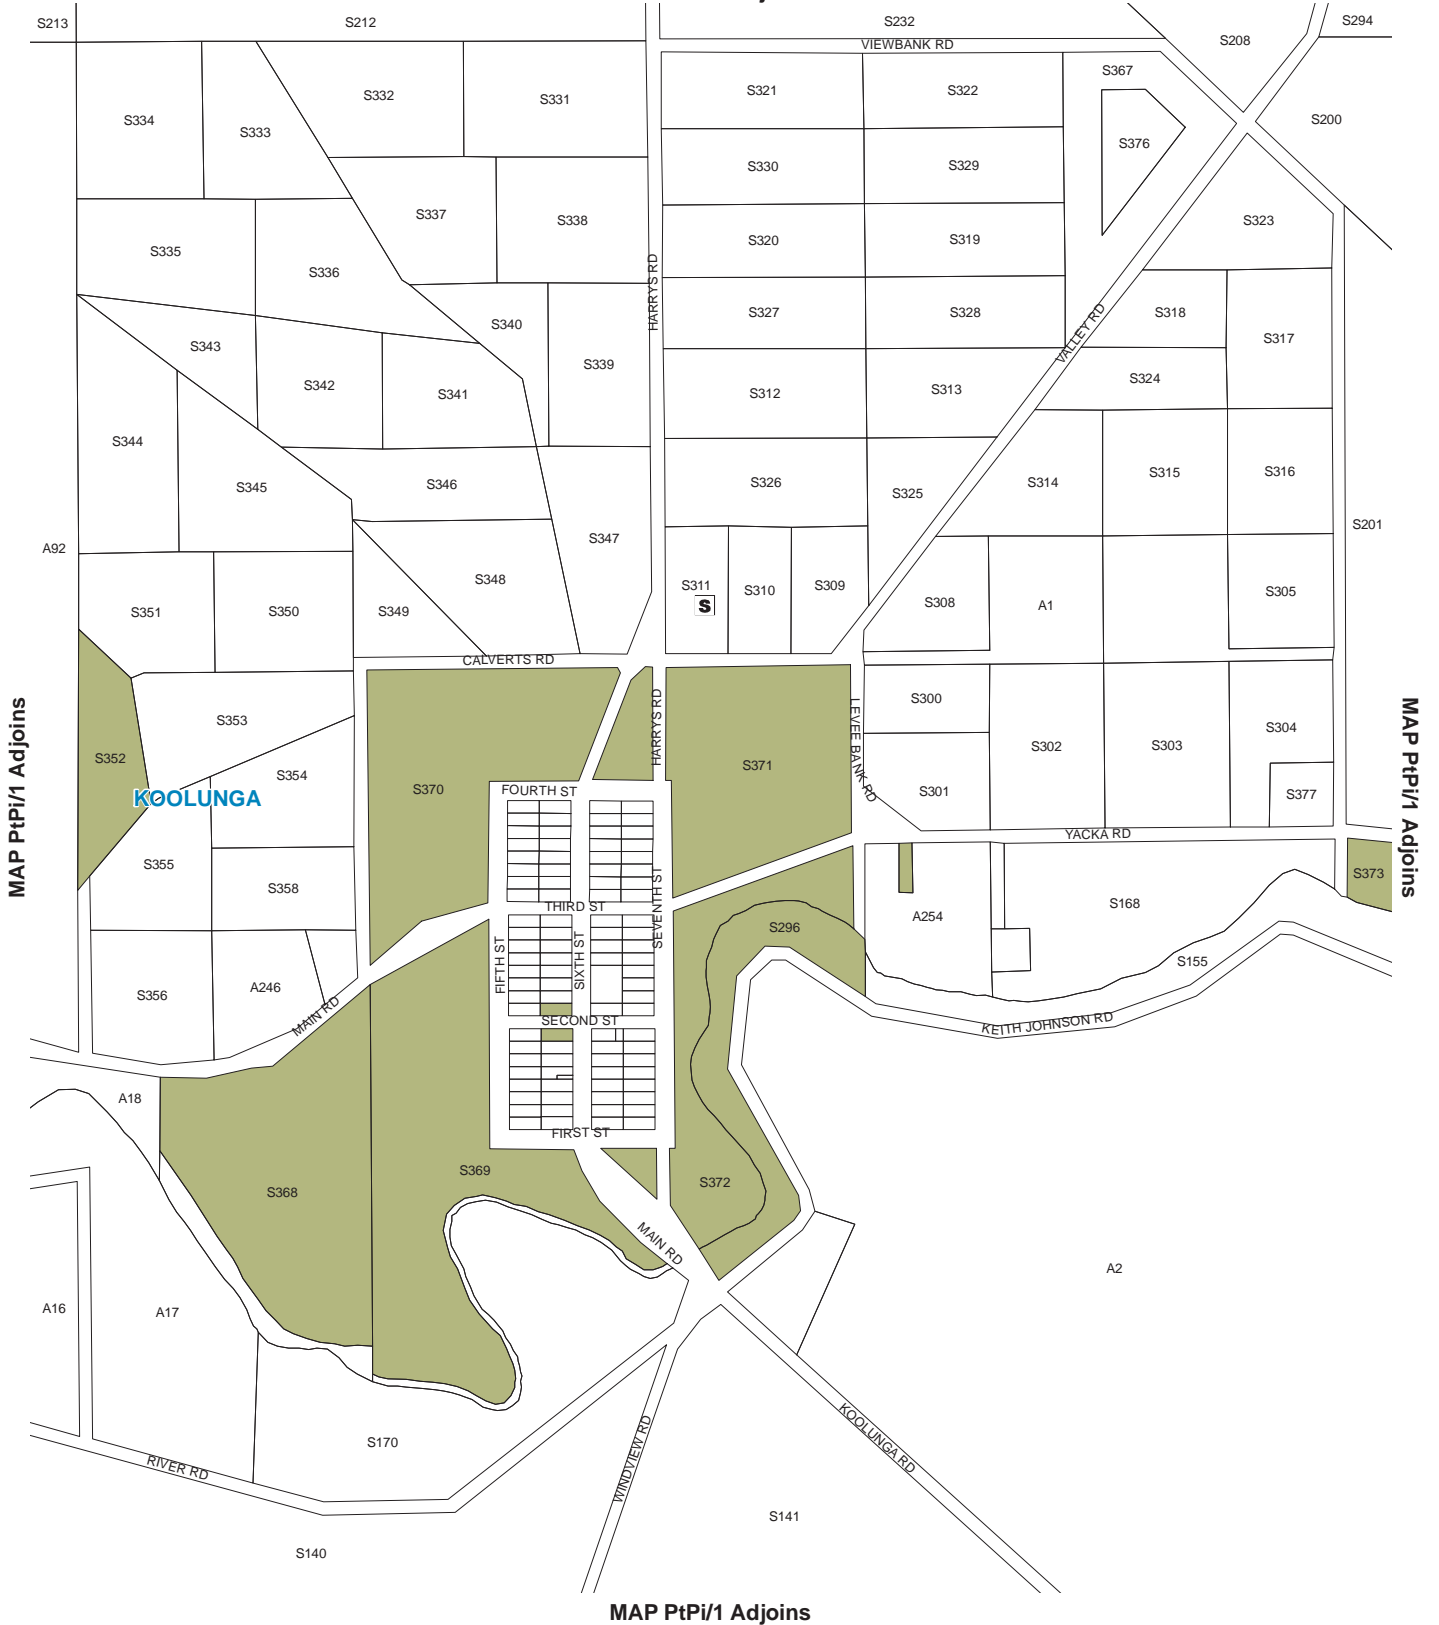 S213
S212
S232
S294
VIEWBANK RD
S208
S367
S334
S333
S332
S331
S321
S322
S376
S200
S330
S329
S337
S338
S323
S320
S319
S335
S336
HARRYS RD
S327
S328
S318
S317
S340
VALLEY RD
S343
S339
S342
S341
S312
S313
S324
S344
S345
S346
S326
S325
S314
S315
S316
A92
S347
S201
S351
S350
S349
S348
S311
S
S310
S309
S308
A1
S305
CALVERTS RD
MAP PtPi/1 Adjoins
S352
S353
S354
KOOLUNGA
S370
HARRYS RD
S371
LEVEE BANK RD
S300
S301
S302
S303
S304
S377
MAP PtPi/1 Adjoins
FOURTH ST
YACKA RD
S355
S358
S373
THIRD ST
SEVENTH ST
A254
S168
S296
FIFTH ST
SIXTH ST
S155
S356
A246
MAIN RD
SECOND ST
KEITH JOHNSON RD
A18
FIRST ST
S368
S369
S372
MAIN RD
A2
A16
A17
S170
KOOLUNGA RD
RIVER RD
WINDVIEW RD
S141
S140
MAP PtPi/1 Adjoins